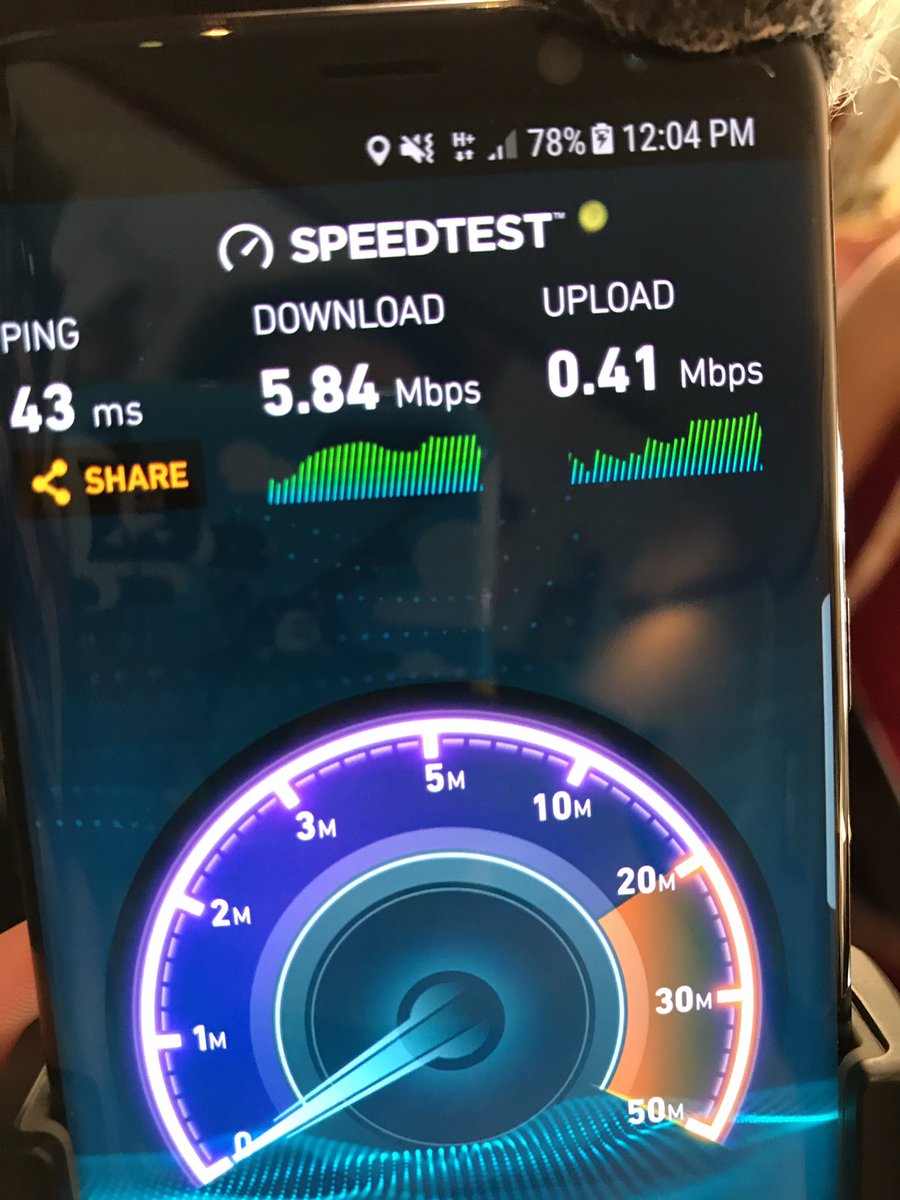 H+ 78% 12:04 PM
SPEEDTEST™
PING DOWNLOAD UPLOAD
43 ms 5.84 Mbps 0.41 Mbps
SHARE
5M
3M 10M
2M 20M
1M 30M
0 50M